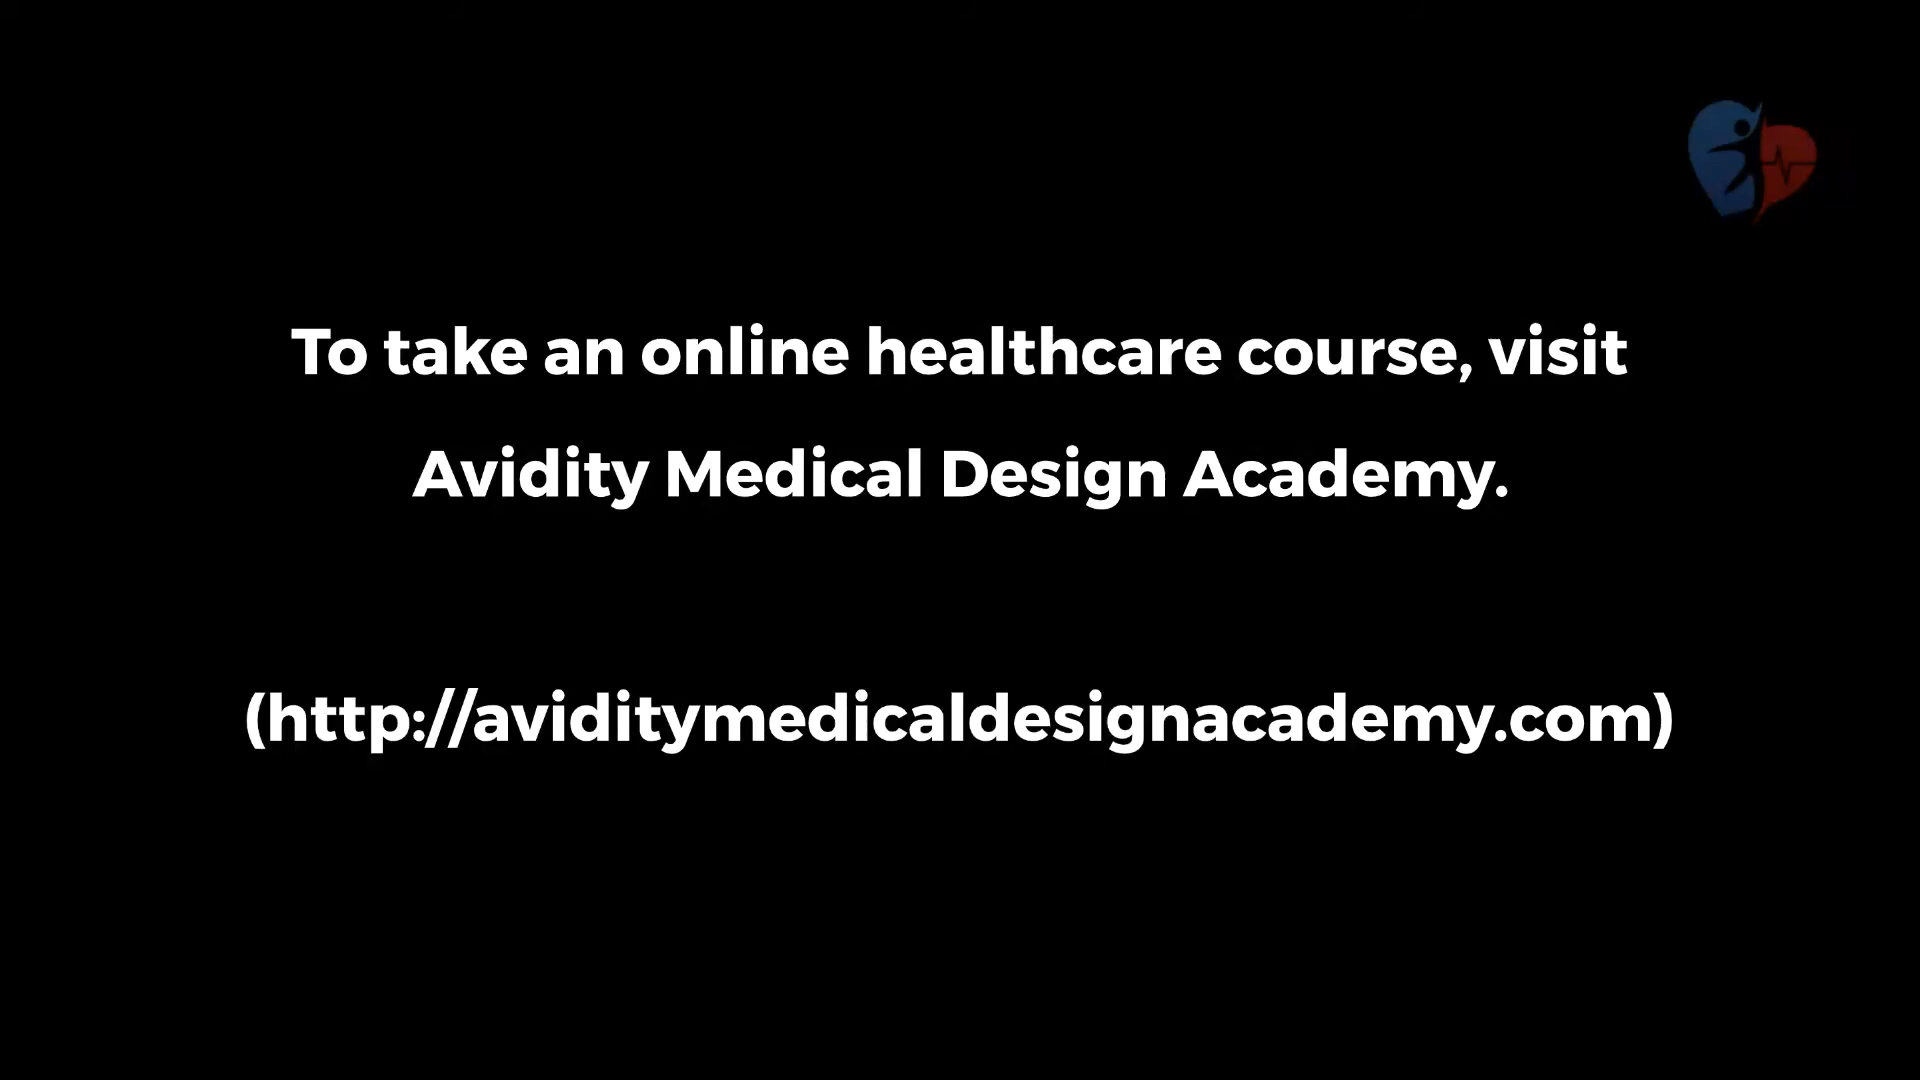 To take an online healthcare course, visit
Avidity Medical Design Academy.
(http://aviditymedicaldesignacademy.com)